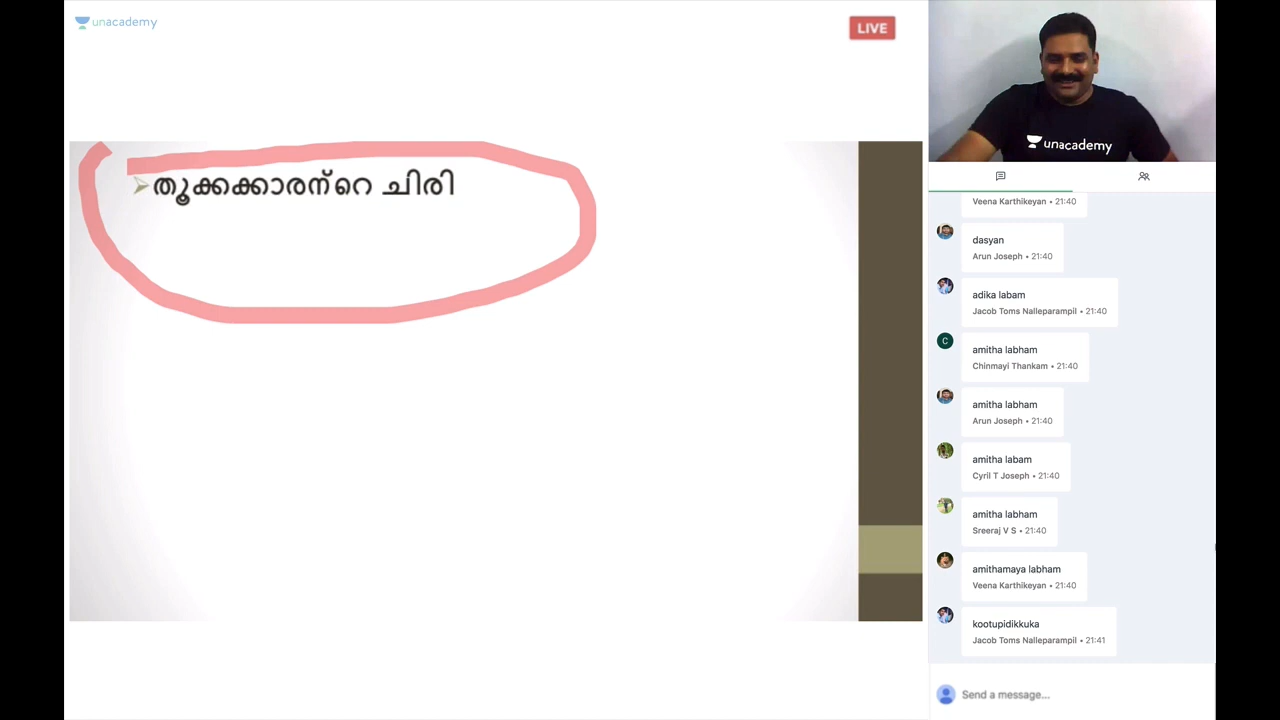 unacademy
LIVE
തൂക്കക്കാരന്റെ ചിരി
unacademy
Veena Karthikeyan • 21:40
dasyan
Arun Joseph • 21:40
adika labam
Jacob Toms Nalleparampil • 21:40
C
amitha labham
Chinmayi Thankam • 21:40
amitha labham
Arun Joseph • 21:40
amitha labam
Cyril T Joseph • 21:40
amitha labham
Sreeraj V S • 21:40
amithamaya labham
Veena Karthikeyan • 21:40
kootupidikkuka
Jacob Toms Nalleparampil • 21:41
Send a message...